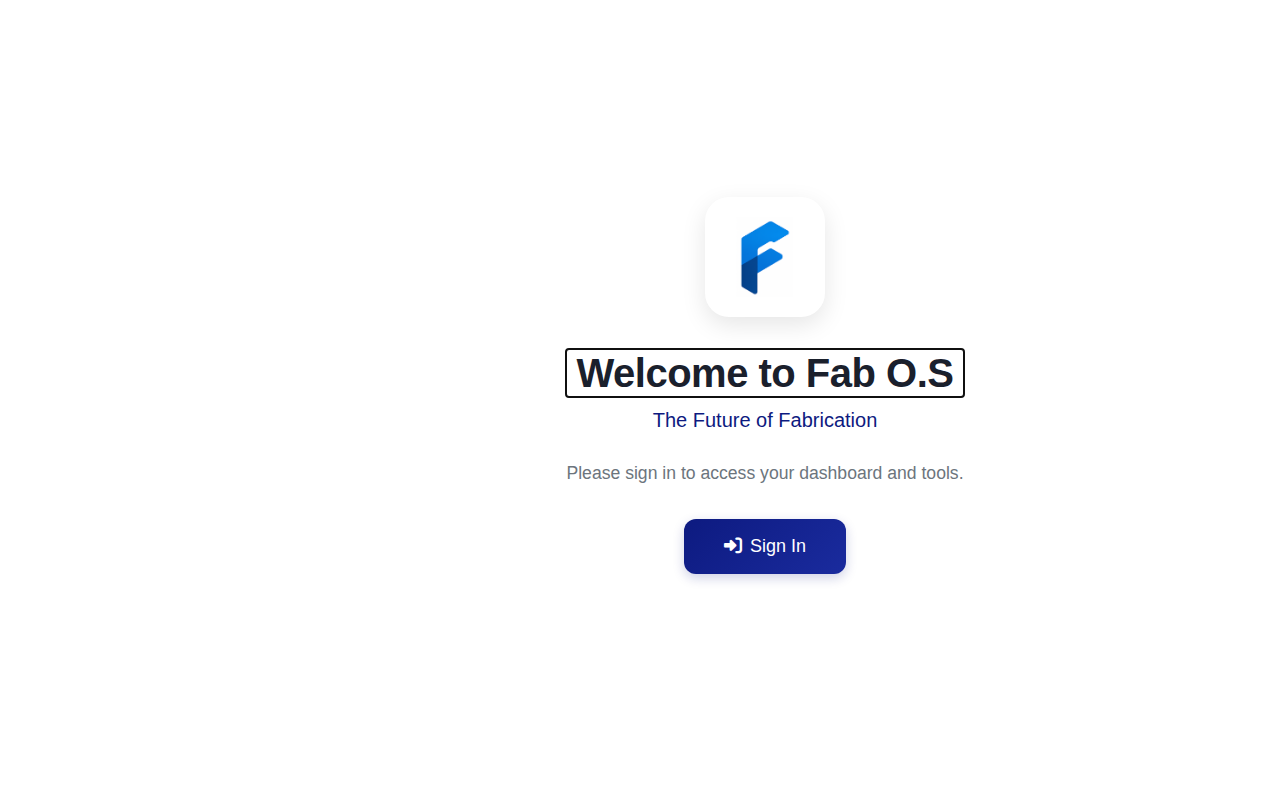 Welcome to Fab O.S
The Future of Fabrication
Please sign in to access your dashboard and tools.
Sign In